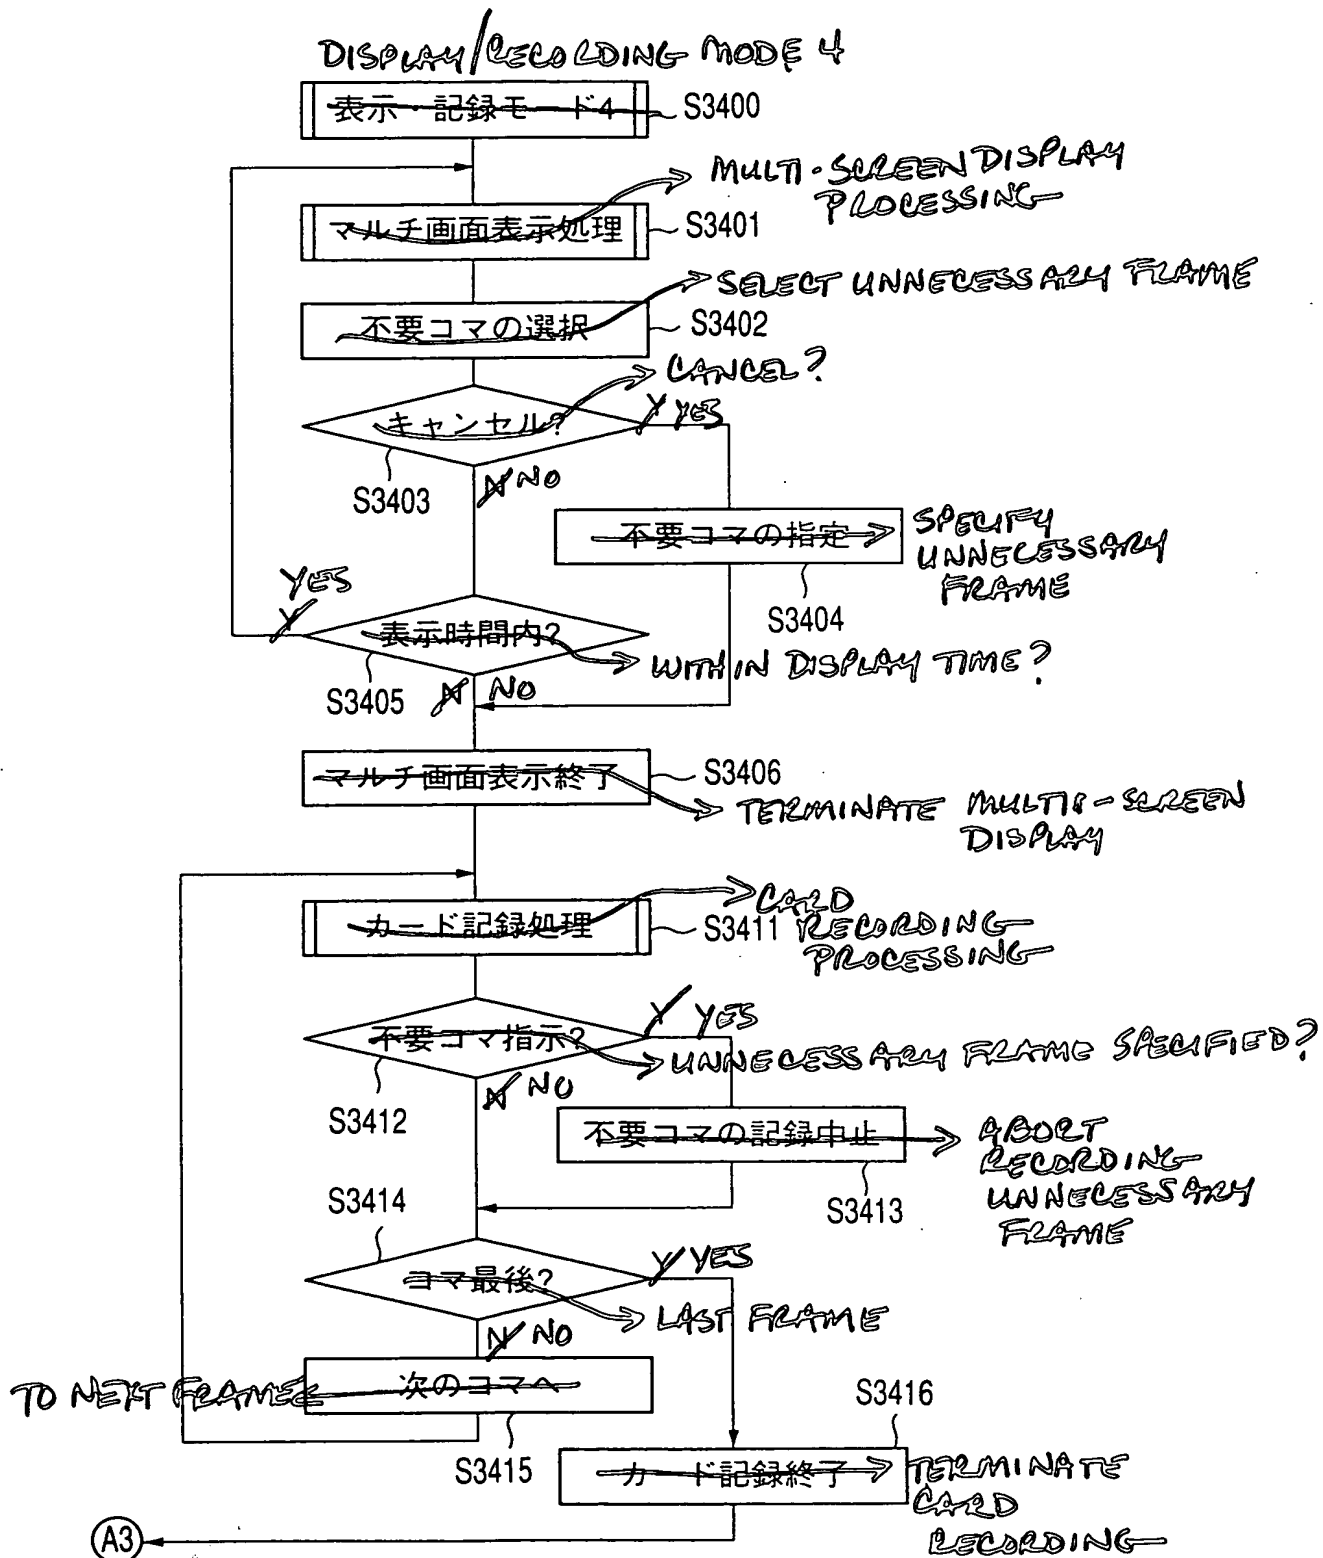 DISPLAY/RECORDING MODE 4
表示・記録モード4
S3400
MULTI-SCREEN DISPLAY
PROCESSING
マルチ画面表示処理
S3401
SELECT UNNECESSARY FRAME
不要コマの選択
S3402
CANCEL?
キャンセル?
Y YES
S3403
N NO
不要コマの指定
SPECIFY
UNNECESSARY
FRAME
S3404
YES
Y
表示時間内?
WITHIN DISPLAY TIME?
S3405
N NO
マルチ画面表示終了
S3406
TERMINATE MULTI-SCREEN
DISPLAY
カード記録処理
S3411
CARD
RECORDING
PROCESSING
不要コマ指示?
Y YES
UNNECESSARY FRAME SPECIFIED?
S3412
N NO
不要コマの記録中止
ABORT
RECORDING
UNNECESSARY
FRAME
S3413
S3414
コマ最後?
Y YES
LAST FRAME
N NO
TO NEXT FRAME
次のコマへ
S3415
S3416
カード記録終了
TERMINATE
CARD
RECORDING
A3